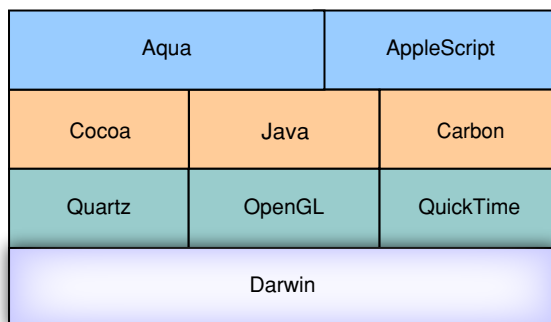 Aqua AppleScript
Cocoa Java Carbon
Quartz OpenGL QuickTime
Darwin